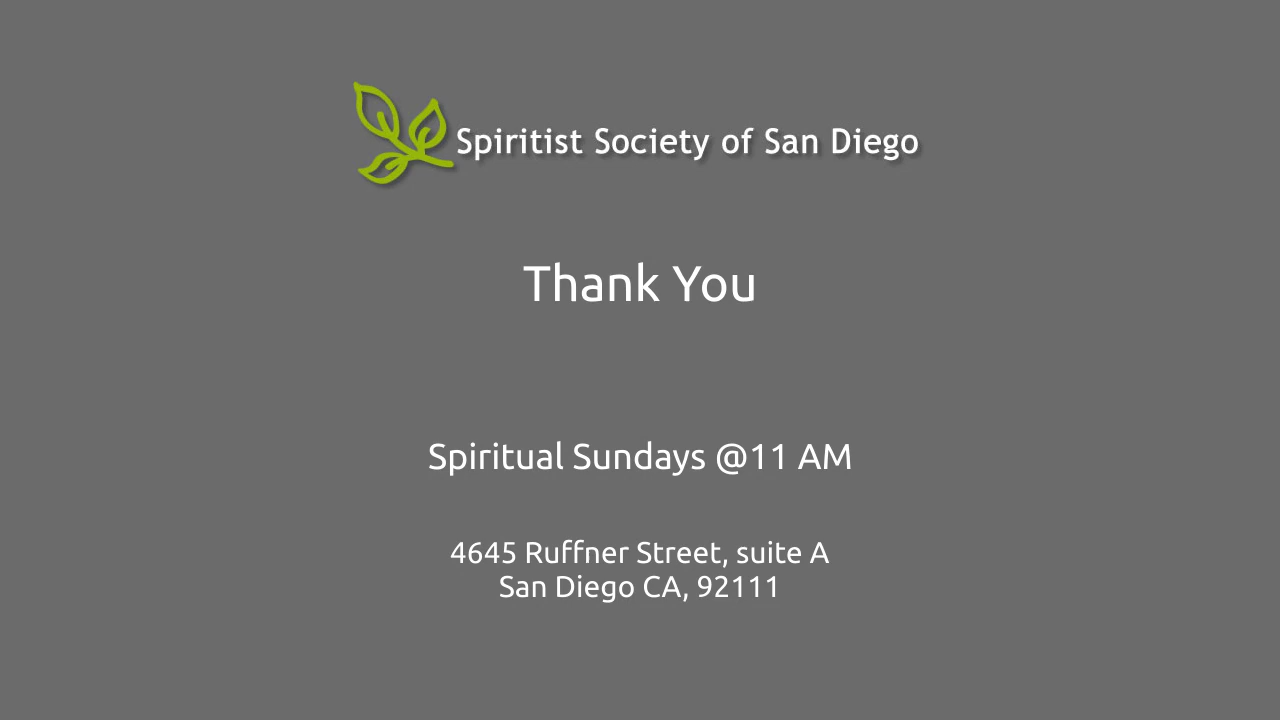 Spiritist Society of San Diego
Thank You
Spiritual Sundays @11 AM
4645 Ruffner Street, suite A
San Diego CA, 92111